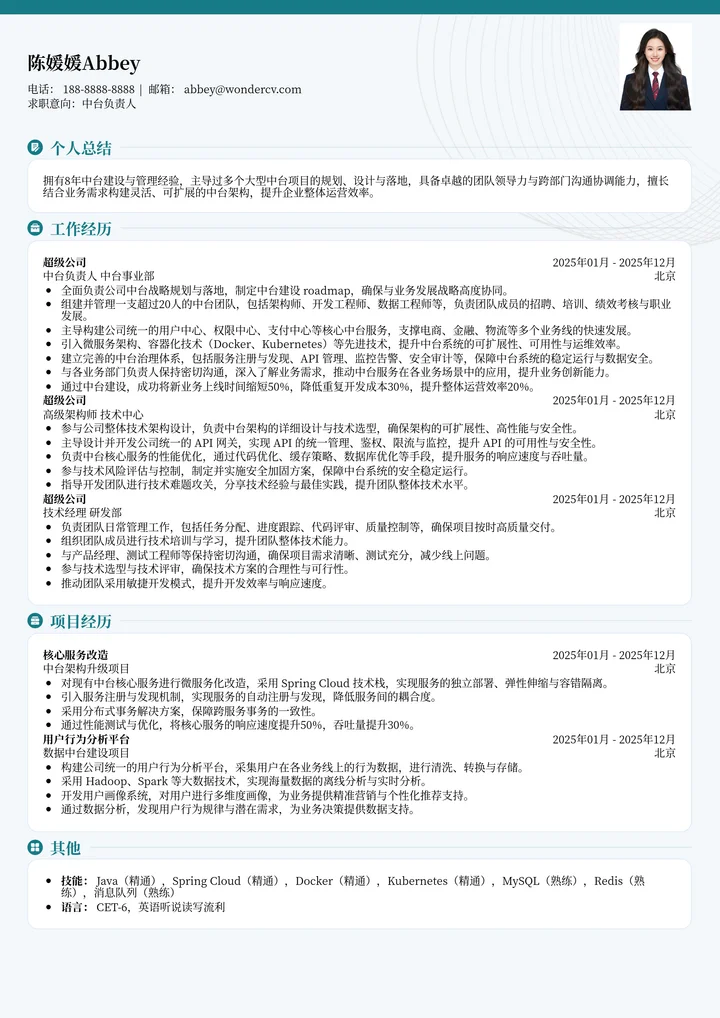 陈媛媛Abbey
电话： 188-8888-8888 | 邮箱： abbey@wondercv.com
求职意向：中台负责人
个人总结
拥有8年中台建设与管理经验，主导过多个大型中台项目的规划、设计与落地，具备卓越的团队领导力与跨部门沟通协调能力，擅长
结合业务需求构建灵活、可扩展的中台架构，提升企业整体运营效率。
工作经历
超级公司 2025年01月 - 2025年12月
中台负责人 中台事业部 北京
• 全面负责公司中台战略规划与落地，制定中台建设 roadmap，确保与业务发展战略高度协同。
• 组建并管理一支超过20人的中台团队，包括架构师、开发工程师、数据工程师等，负责团队成员的招聘、培训、绩效考核与职业
发展。
• 主导构建公司统一的用户中心、权限中心、支付中心等核心中台服务，支撑电商、金融、物流等多个业务线的快速发展。
• 引入微服务架构、容器化技术（Docker、Kubernetes）等先进技术，提升中台系统的可扩展性、可用性与运维效率。
• 建立完善的中台治理体系，包括服务注册与发现、API 管理、监控告警、安全审计等，保障中台系统的稳定运行与数据安全。
• 与各业务部门负责人保持密切沟通，深入了解业务需求，推动中台服务在各业务场景中的应用，提升业务创新能力。
• 通过中台建设，成功将新业务上线时间缩短50%，降低重复开发成本30%，提升整体运营效率20%。
超级公司 2025年01月 - 2025年12月
高级架构师 技术中心 北京
• 参与公司整体技术架构设计，负责中台架构的详细设计与技术选型，确保架构的可扩展性、高性能与安全性。
• 主导设计并开发公司统一的 API 网关，实现 API 的统一管理、鉴权、限流与监控，提升 API 的可用性与安全性。
• 负责中台核心服务的性能优化，通过代码优化、缓存策略、数据库优化等手段，提升服务的响应速度与吞吐量。
• 参与技术风险评估与控制，制定并实施安全加固方案，保障中台系统的安全稳定运行。
• 指导开发团队进行技术难题攻关，分享技术经验与最佳实践，提升团队整体技术水平。
超级公司 2025年01月 - 2025年12月
技术经理 研发部 北京
• 负责团队日常管理工作，包括任务分配、进度跟踪、代码评审、质量控制等，确保项目按时高质量交付。
• 组织团队成员进行技术培训与学习，提升团队整体技术能力。
• 与产品经理、测试工程师等保持密切沟通，确保项目需求清晰、测试充分，减少线上问题。
• 参与技术选型与技术评审，确保技术方案的合理性与可行性。
• 推动团队采用敏捷开发模式，提升开发效率与响应速度。
项目经历
核心服务改造 2025年01月 - 2025年12月
中台架构升级项目 北京
• 对现有中台核心服务进行微服务化改造，采用 Spring Cloud 技术栈，实现服务的独立部署、弹性伸缩与容错隔离。
• 引入服务注册与发现机制，实现服务的自动注册与发现，降低服务间的耦合度。
• 采用分布式事务解决方案，保障跨服务事务的一致性。
• 通过性能测试与优化，将核心服务的响应速度提升50%，吞吐量提升30%。
用户行为分析平台 2025年01月 - 2025年12月
数据中台建设项目 北京
• 构建公司统一的用户行为分析平台，采集用户在各业务线上的行为数据，进行清洗、转换与存储。
• 采用 Hadoop、Spark 等大数据技术，实现海量数据的离线分析与实时分析。
• 开发用户画像系统，对用户进行多维度画像，为业务提供精准营销与个性化推荐支持。
• 通过数据分析，发现用户行为规律与潜在需求，为业务决策提供数据支持。
其他
• 技能： Java（精通），Spring Cloud（精通），Docker（精通），Kubernetes（精通），MySQL（熟练），Redis（熟
练），消息队列（熟练）
• 语言： CET-6，英语听说读写流利